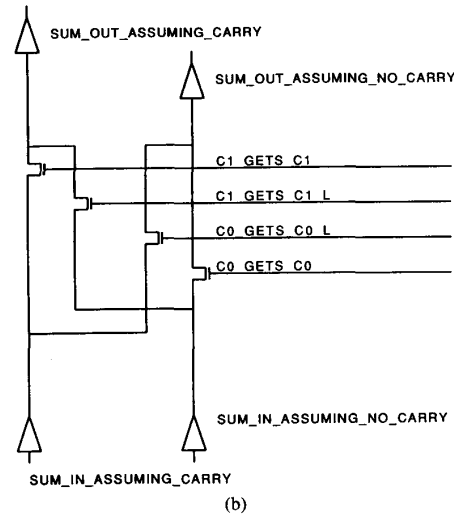 SUM_OUT_ASSUMING_CARRY
SUM_OUT_ASSUMING_NO_CARRY
C1 GETS C1
C1 GETS C1 L
C0 GETS C0 L
C0 GETS C0
SUM_IN_ASSUMING_NO_CARRY
SUM_IN_ASSUMING_CARRY
(b)